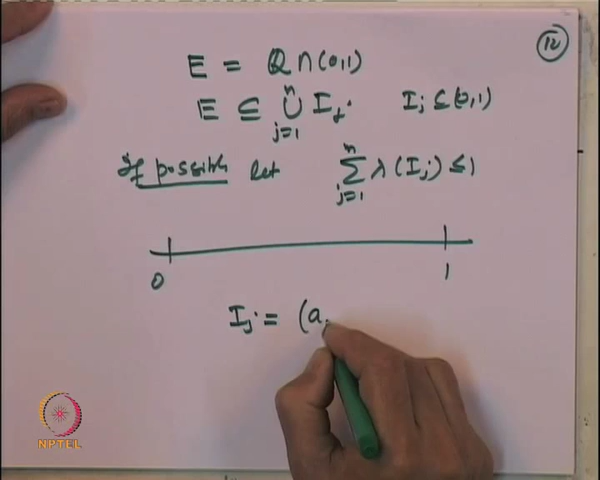 12
E = Q ∩ (0,1)
E ⊆ ⋃_{j=1}^{n} I_j. I_j ⊆ (0,1)
If possible let ∑_{j=1}^{n} λ(I_j) ≤ 1
0 1
I_j = (a
NPTEL